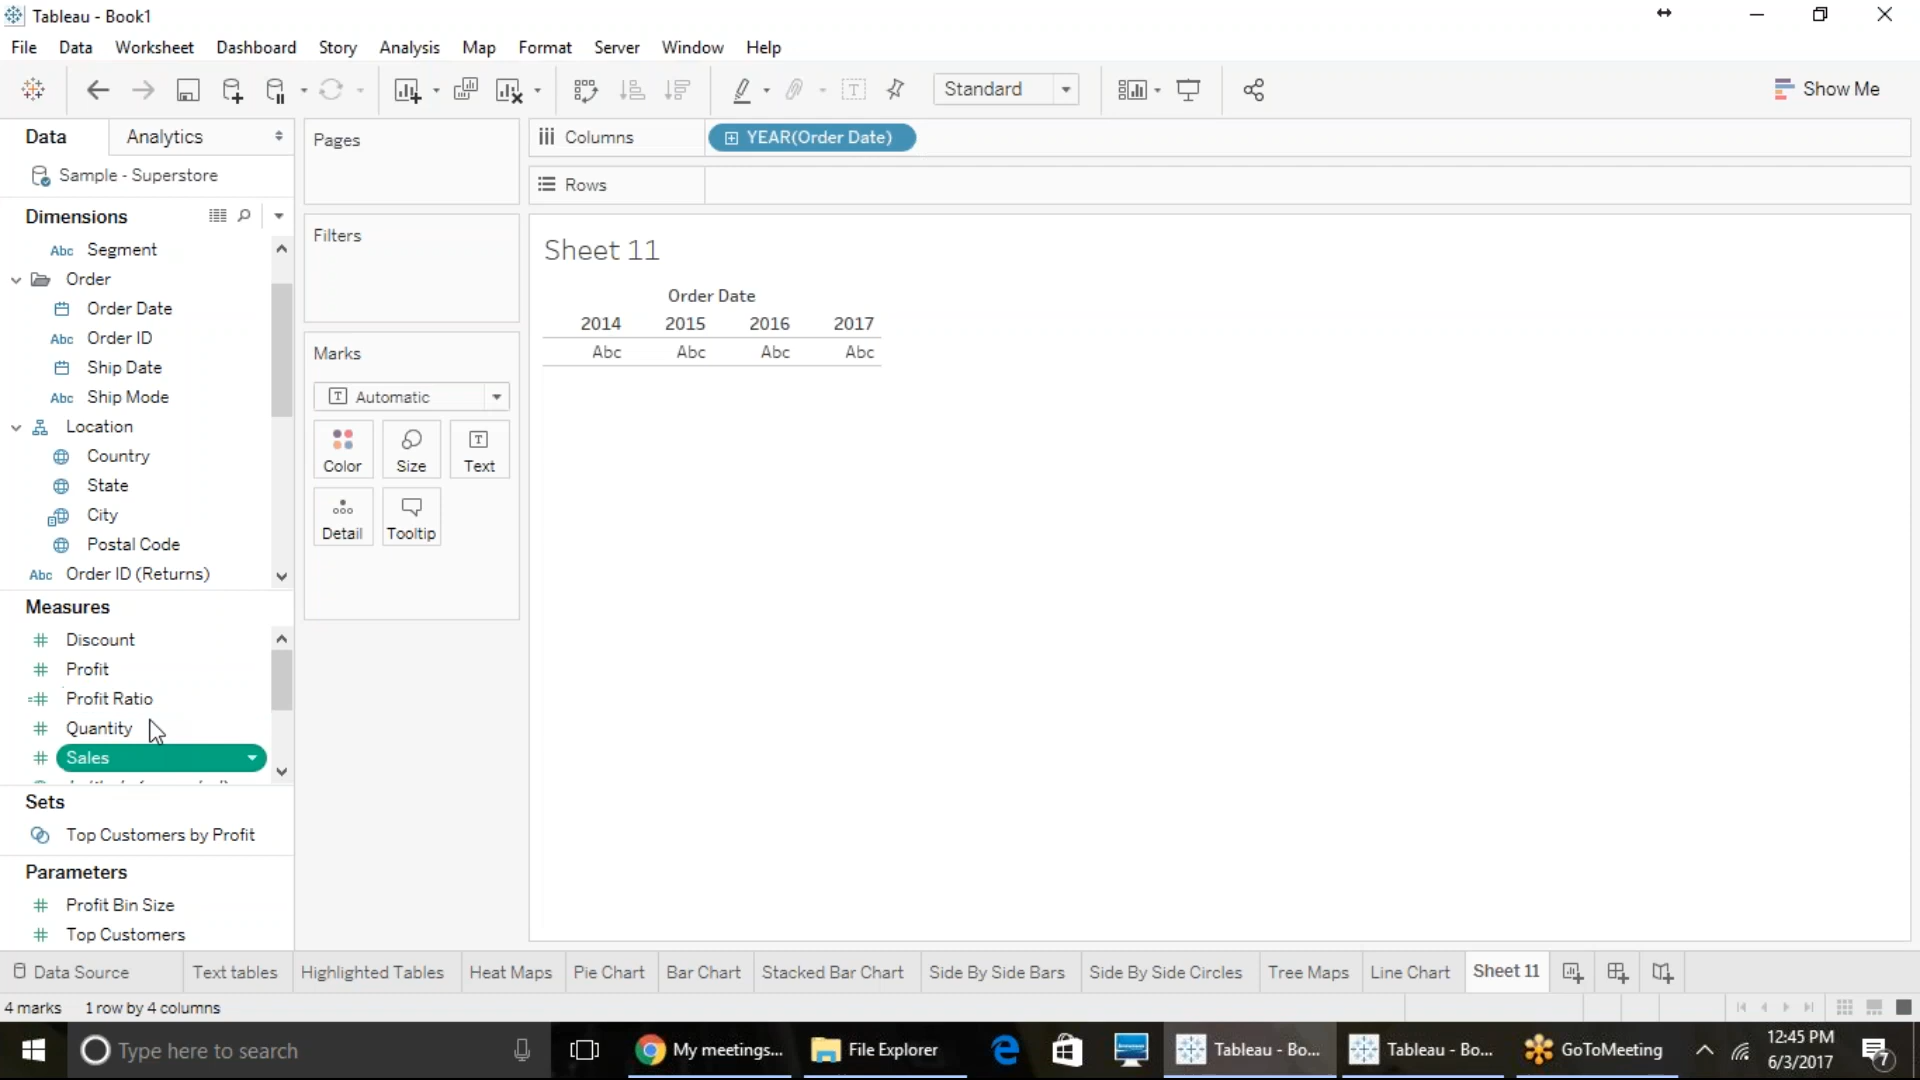 Tableau - Book1
File Data Worksheet Dashboard Story Analysis Map Format Server Window Help
Standard
Show Me
Data Analytics
Sample - Superstore
Dimensions
Abc Segment
Order
Order Date
Abc Order ID
Ship Date
Abc Ship Mode
Location
Country
State
City
Postal Code
Abc Order ID (Returns)
Measures
Discount
Profit
Profit Ratio
Quantity
Sales
Sets
Top Customers by Profit
Parameters
Profit Bin Size
Top Customers
Pages
Filters
Marks
Automatic
Color Size Text
Detail Tooltip
Columns YEAR(Order Date)
Rows
Sheet 11
Order Date
2014 2015 2016 2017
Abc Abc Abc Abc
Data Source Text tables Highlighted Tables Heat Maps Pie Chart Bar Chart Stacked Bar Chart Side By Side Bars Side By Side Circles Tree Maps Line Chart Sheet 11
4 marks 1 row by 4 columns
Type here to search
My meetings...
File Explorer
Tableau - Bo...
Tableau - Bo...
GoToMeeting
12:45 PM
6/3/2017
7